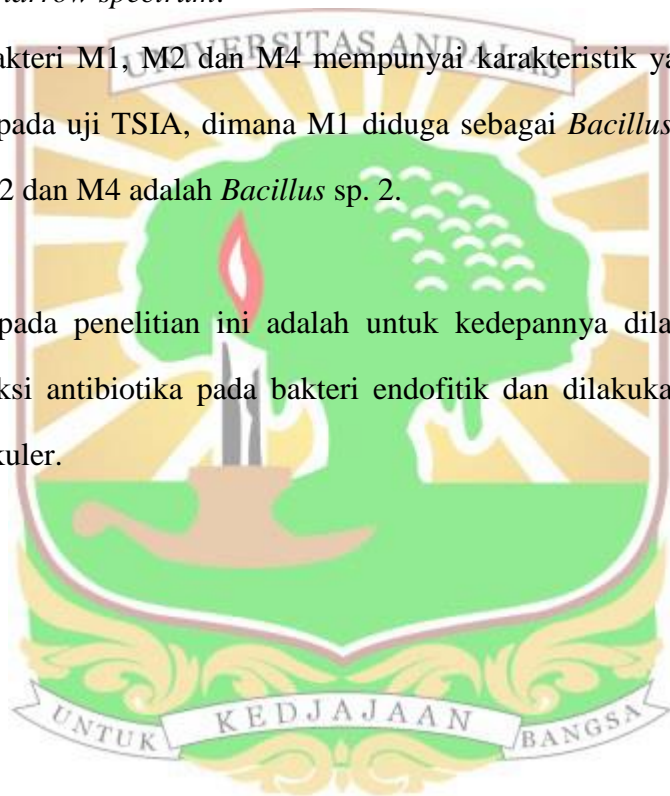 narrow spectrum.
UNIVERSITAS ANDALAS
akteri M1, M2 dan M4 mempunyai karakteristik ya
pada uji TSIA, dimana M1 diduga sebagai Bacillus
2 dan M4 adalah Bacillus sp. 2.
pada penelitian ini adalah untuk kedepannya dila
ksi antibiotika pada bakteri endofitik dan dilakuka
kuler.
UNTUK KEDJAJAAN BANGSA